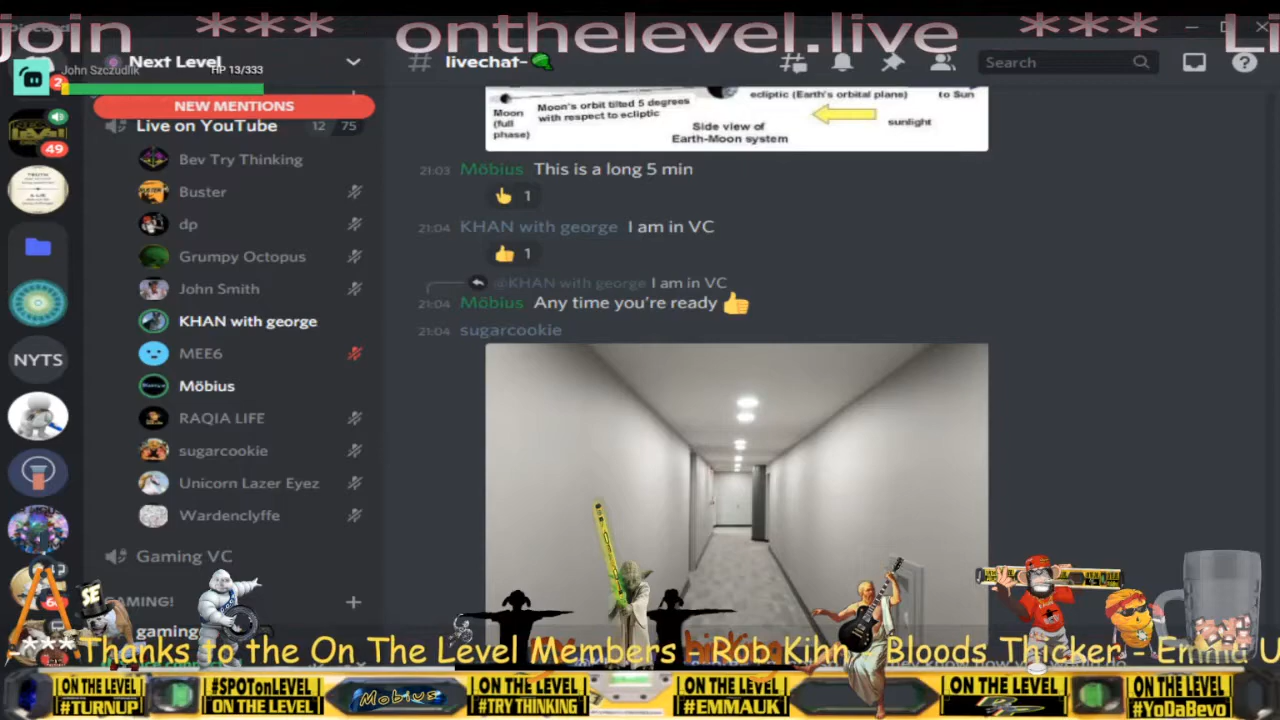 join *** onthelevel.live *** Li
John Szczudlik HP 13/333
Next Level
2
livechat-
Search
NEW MENTIONS
Live on YouTube 12 75
49
Bev Try Thinking
Buster
dp
Grumpy Octopus
John Smith
KHAN with george
MEE6
Möbius
RAQIA LIFE
sugarcookie
Unicorn Lazer Eyez
Wardenclyffe
Gaming VC
GAMING!
gaming
NYTS
Moon (full phase)
Moon's orbit tilted 5 degrees with respect to ecliptic
ecliptic (Earth's orbital plane)
to Sun
sunlight
Side view of
Earth-Moon system
21:03 Möbius This is a long 5 min
1
21:04 KHAN with george I am in VC
1
@KHAN with george I am in VC
21:04 Möbius Any time you're ready
21:04 sugarcookie
SE
*** Thanks to the On The Level Members - Rob Kihn - Bloods Thicker - Emma U
ON THE LEVEL
#TURNUP
#SPOTonLEVEL
ON THE LEVEL
Mobius
ON THE LEVEL
#TRY THINKING
ON THE LEVEL
#EMMAUK
ON THE LEVEL
ON THE LEVEL
#YoDaBevo